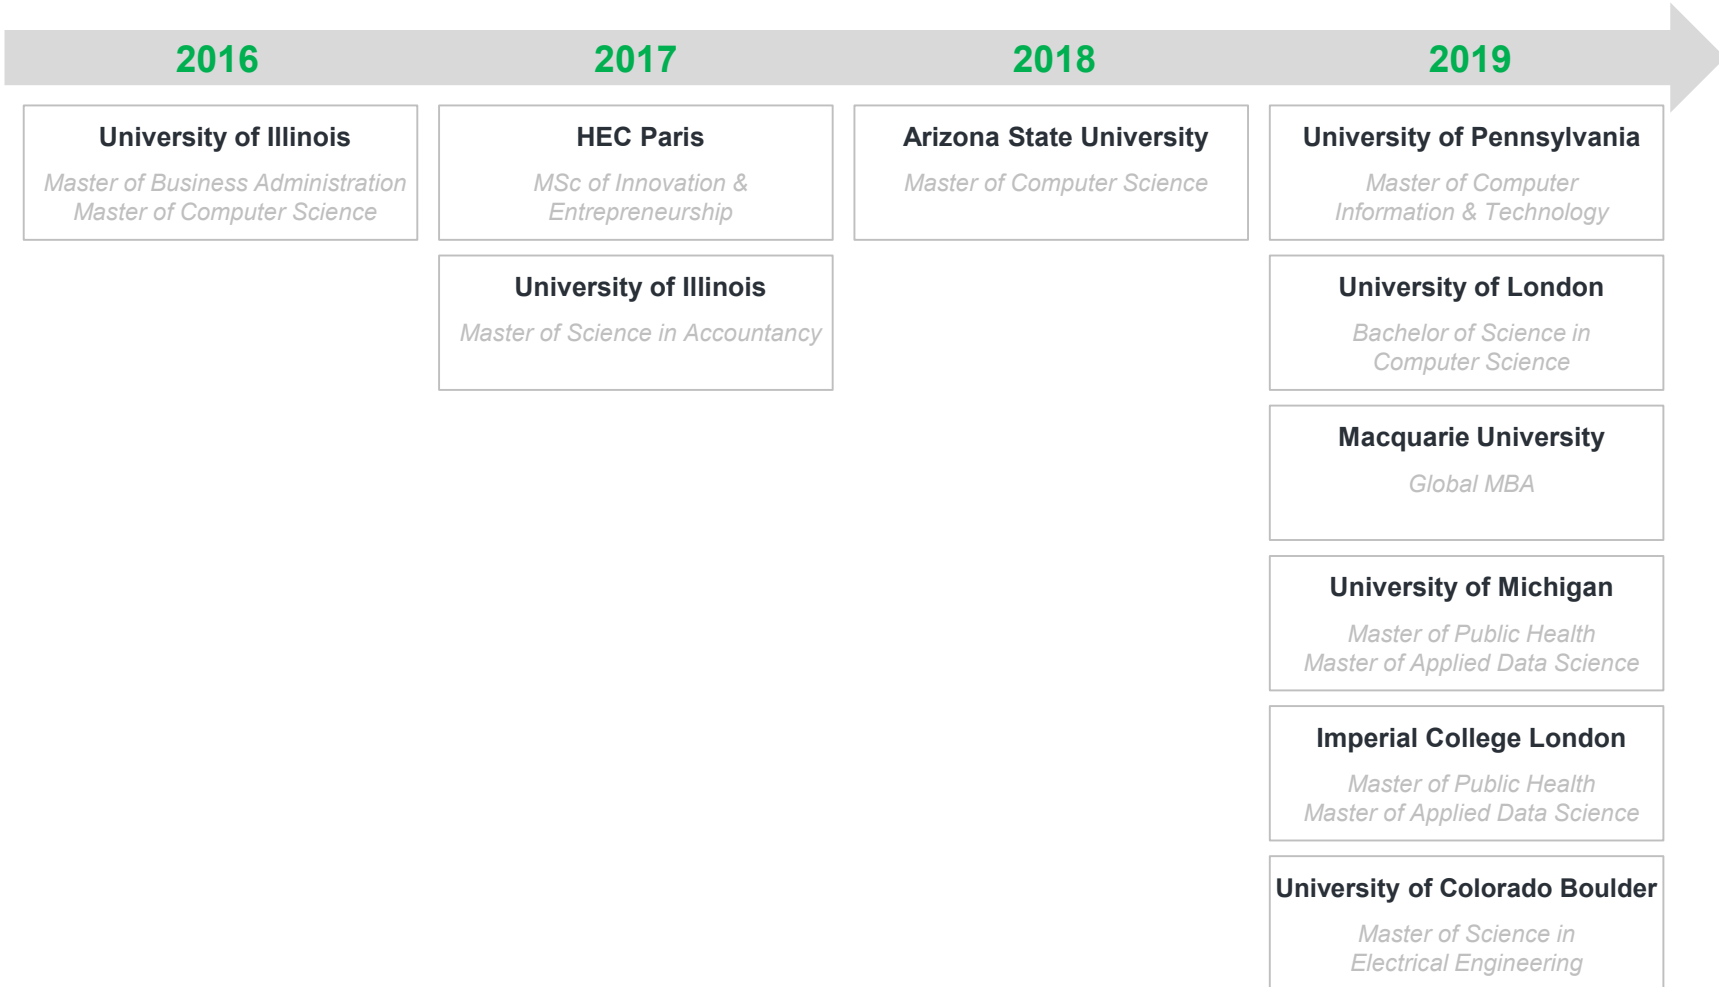 2016
2017
2018
2019
University of Illinois
Master of Business Administration
Master of Computer Science
HEC Paris
MSc of Innovation &
Entrepreneurship
Arizona State University
Master of Computer Science
University of Pennsylvania
Master of Computer
Information & Technology
University of Illinois
Master of Science in Accountancy
University of London
Bachelor of Science in
Computer Science
Macquarie University
Global MBA
University of Michigan
Master of Public Health
Master of Applied Data Science
Imperial College London
Master of Public Health
Master of Applied Data Science
University of Colorado Boulder
Master of Science in
Electrical Engineering